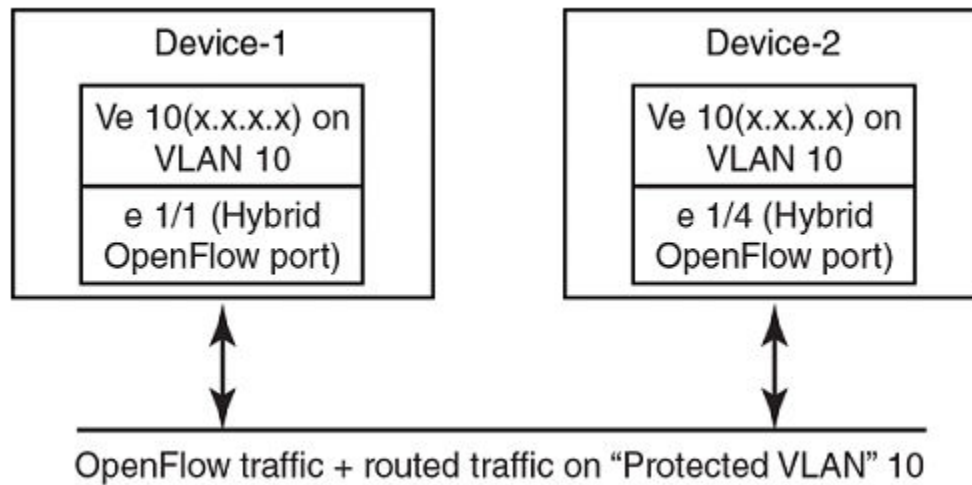 Device-1
Ve 10(x.x.x.x) on
VLAN 10
e 1/1 (Hybrid
OpenFlow port)
Device-2
Ve 10(x.x.x.x) on
VLAN 10
e 1/4 (Hybrid
OpenFlow port)
OpenFlow traffic + routed traffic on “Protected VLAN” 10